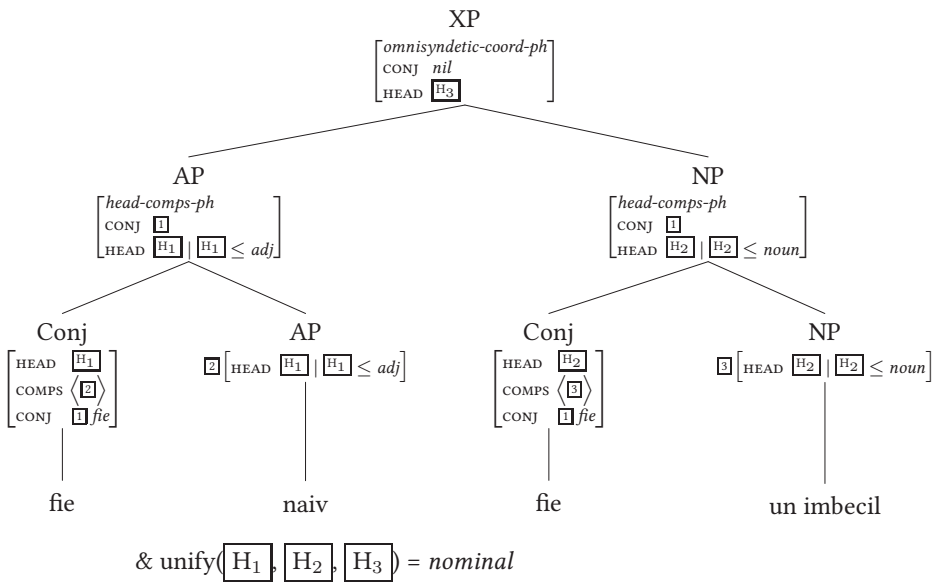 XP
omnisyndetic-coord-ph
CONJ nil
HEAD H3
AP NP
head-comps-ph head-comps-ph
CONJ 1 CONJ 1
HEAD H1 | H1 ≤ adj HEAD H2 | H2 ≤ noun
Conj AP Conj NP
HEAD H1 2 [HEAD H1 | H1 ≤ adj] HEAD H2 3 [HEAD H2 | H2 ≤ noun]
COMPS ⟨2⟩ COMPS ⟨3⟩
CONJ 1 fie CONJ 1 fie
fie naiv fie un imbecil
& unify(H1, H2, H3) = nominal